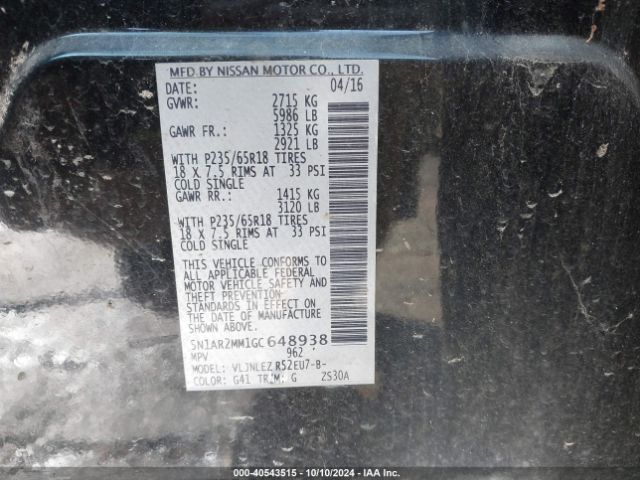 MFD BY NISSAN MOTOR CO., LTD.
DATE: 04/16
GVWR: 2715 KG
5986 LB
GAWR FR.: 1325 KG
2921 LB
WITH P235/65R18 TIRES
18 X 7.5 RIMS AT 33 PSI
COLD SINGLE
GAWR RR.: 1415 KG
3120 LB
WITH P235/65R18 TIRES
18 X 7.5 RIMS AT 33 PSI
COLD SINGLE
THIS VEHICLE CONFORMS TO
ALL APPLICABLE FEDERAL
MOTOR VEHICLE SAFETY AND
THEFT PREVENTION
STANDARDS IN EFFECT ON
THE DATE OF MANUFACTURE
SHOWN ABOVE.
5N1AR2MM1GC648938
MPV 962
MODEL: VLJNLEZ R52EU7-B-
COLOR: G41 TRIM: G ZS30A
000-40543515 - 10/10/2024 - IAA Inc.